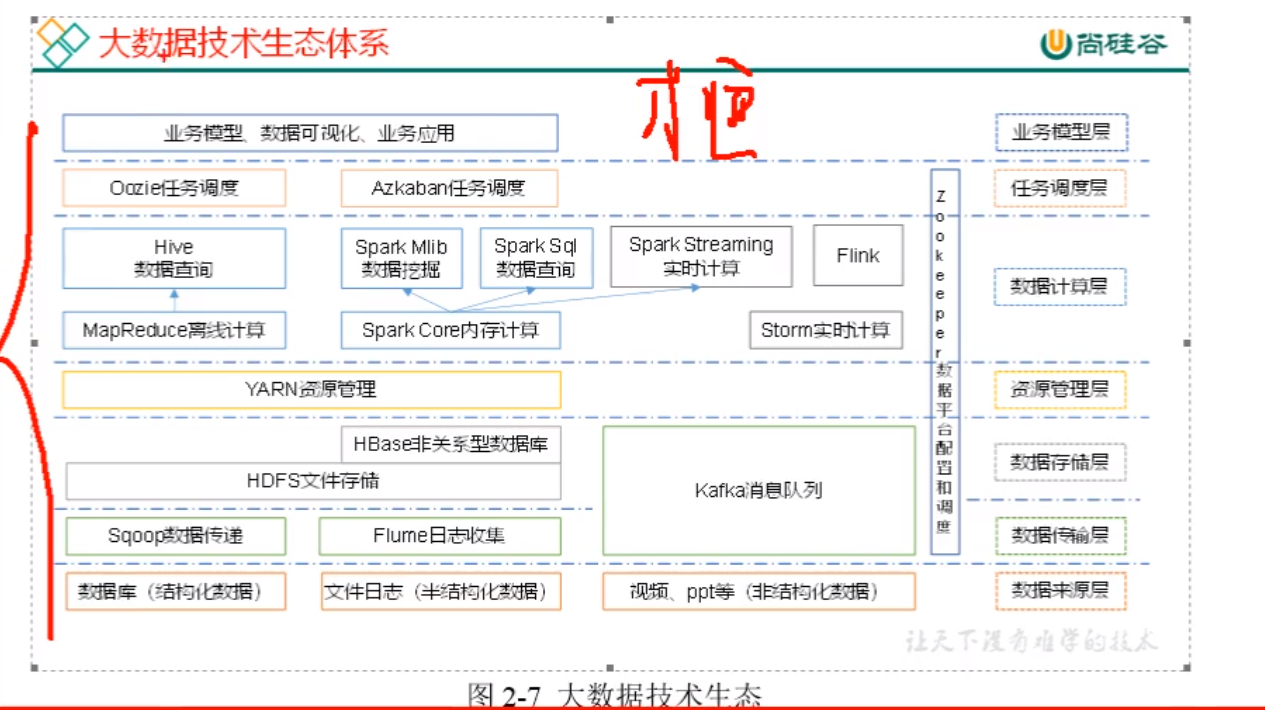 大数据技术生态体系
尚硅谷
业务模型、数据可视化、业务应用
业务模型层
Oozie任务调度
Azkaban任务调度
任务调度层
Hive
数据查询
Spark Mlib
数据挖掘
Spark Sql
数据查询
Spark Streaming
实时计算
Flink
数据计算层
MapReduce离线计算
Spark Core内存计算
Storm实时计算
YARN资源管理
资源管理层
HBase非关系型数据库
HDFS文件存储
Kafka消息队列
数据存储层
Sqoop数据传递
Flume日志收集
数据传输层
Zookeeper数据平台配置和调度
数据库（结构化数据）
文件日志（半结构化数据）
视频、ppt等（非结构化数据）
数据来源层
让天下没有难学的技术
图 2-7 大数据技术生态